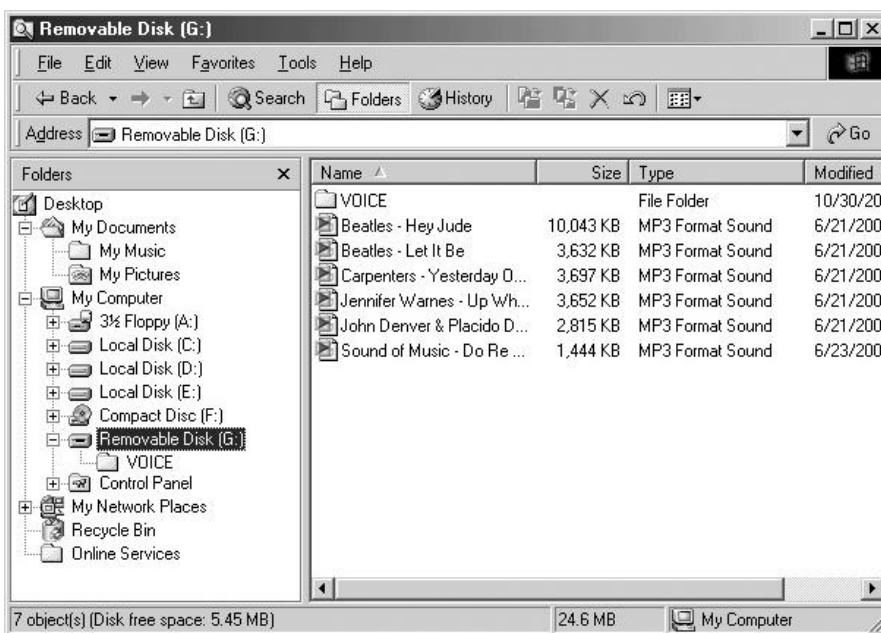 Removable Disk (G:)
File Edit View Favorites Tools Help
Back Search Folders History
Address Removable Disk (G:) Go
Folders
Desktop
My Documents
My Music
My Pictures
My Computer
3½ Floppy (A:)
Local Disk (C:)
Local Disk (D:)
Local Disk (E:)
Compact Disc (F:)
Removable Disk (G:)
VOICE
Control Panel
My Network Places
Recycle Bin
Online Services
Name Size Type Modified
VOICE File Folder 10/30/20
Beatles - Hey Jude 10,043 KB MP3 Format Sound 6/21/200
Beatles - Let It Be 3,632 KB MP3 Format Sound 6/21/200
Carpenters - Yesterday O... 3,697 KB MP3 Format Sound 6/21/200
Jennifer Warnes - Up Wh... 3,652 KB MP3 Format Sound 6/21/200
John Denver & Placido D... 2,815 KB MP3 Format Sound 6/21/200
Sound of Music - Do Re ... 1,444 KB MP3 Format Sound 6/23/200
7 object(s) (Disk free space: 5.45 MB) 24.6 MB My Computer